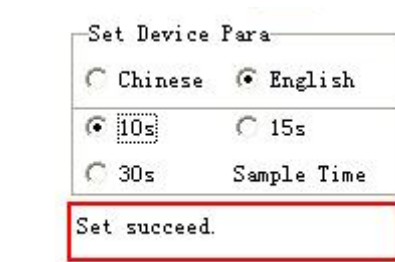 Set Device Para
Chinese English
10s 15s
30s Sample Time
Set succeed.